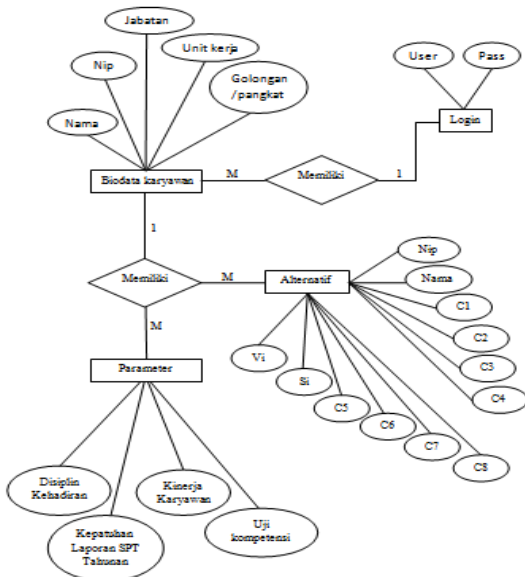 Jabatan
Unit kerja
Nip
Golongan
/pangkat
Nama
User
Pass
Login
Biodata karyawan
M
Memiliki
1
1
Memiliki
M
Alternatif
M
Nip
Nama
C1
C2
C3
C4
Vi
Si
C5
C6
C7
C8
Parameter
Disiplin
Kehadiran
Kinerja
Karyawan
Kepatuhan
Laporan SPT
Tahunan
Uji
kompetensi